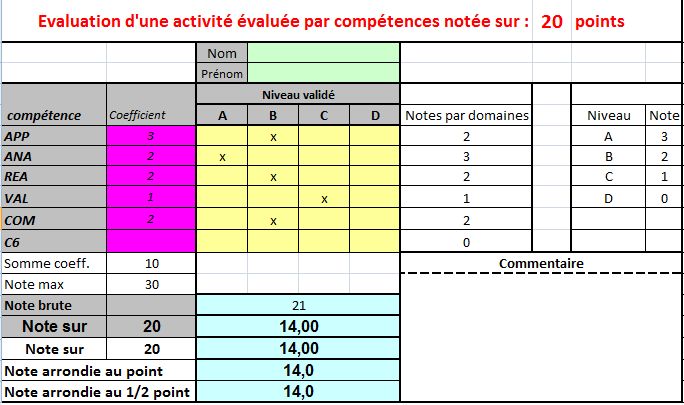 Evaluation d'une activité évaluée par compétences notée sur : 20 points
Nom
Prénom
Niveau validé
compétence Coefficient A B C D Notes par domaines Niveau Note
APP 3 x 2 A 3
ANA 2 x 3 B 2
REA 2 x 2 C 1
VAL 1 x 1 D 0
COM 2 x 2
C6 0
Somme coeff. 10 Commentaire
Note max 30
Note brute 21
Note sur 20 14,00
Note sur 20 14,00
Note arrondie au point 14,0
Note arrondie au 1/2 point 14,0